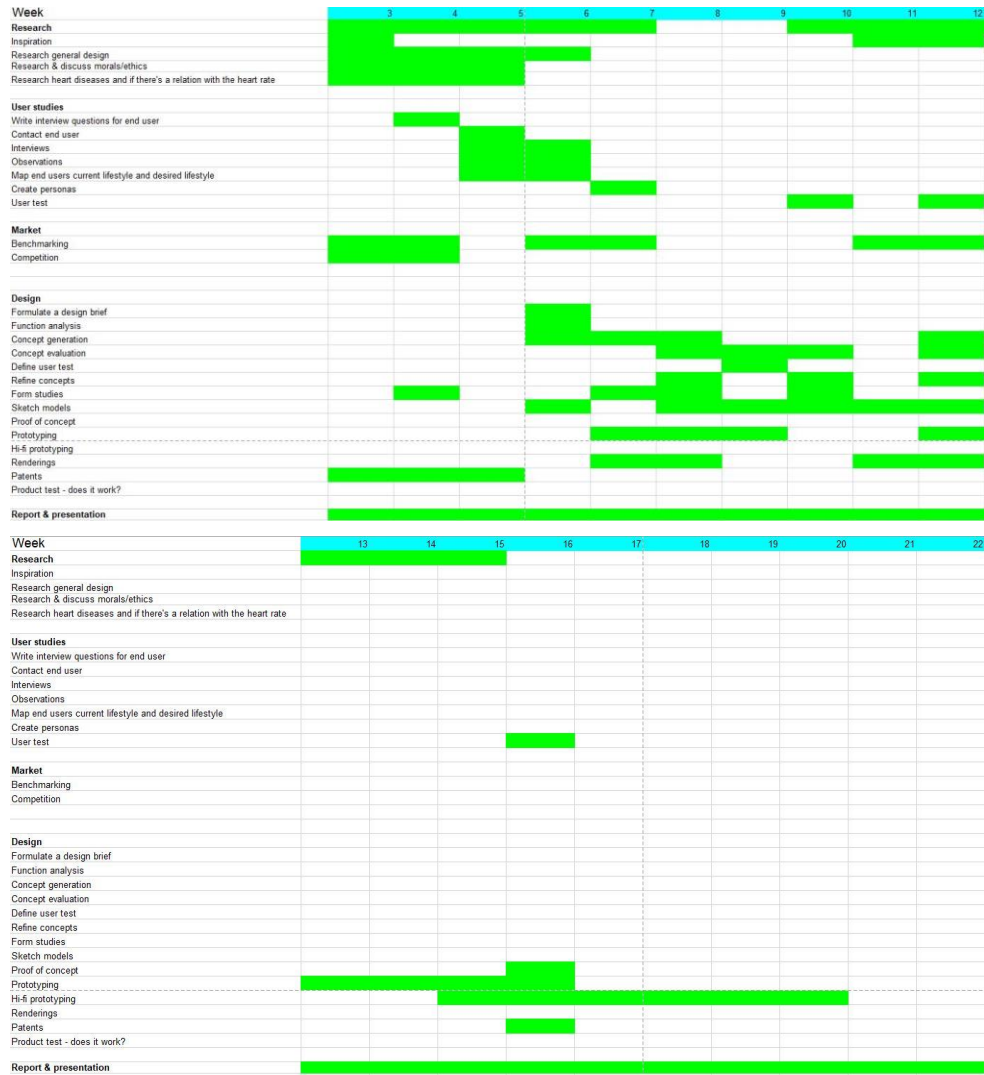 Week 3 4 5 6 7 8 9 10 11 12
Research
Inspiration
Research general design
Research & discuss morals/ethics
Research heart diseases and if there's a relation with the heart rate
User studies
Write interview questions for end user
Contact end user
Interviews
Observations
Map end users current lifestyle and desired lifestyle
Create personas
User test
Market
Benchmarking
Competition
Design
Formulate a design brief
Function analysis
Concept generation
Concept evaluation
Define user test
Refine concepts
Form studies
Sketch models
Proof of concept
Prototyping
Hi-fi prototyping
Renderings
Patents
Product test - does it work?
Report & presentation
Week 13 14 15 16 17 18 19 20 21 22
Research
Inspiration
Research general design
Research & discuss morals/ethics
Research heart diseases and if there's a relation with the heart rate
User studies
Write interview questions for end user
Contact end user
Interviews
Observations
Map end users current lifestyle and desired lifestyle
Create personas
User test
Market
Benchmarking
Competition
Design
Formulate a design brief
Function analysis
Concept generation
Concept evaluation
Define user test
Refine concepts
Form studies
Sketch models
Proof of concept
Prototyping
Hi-fi prototyping
Renderings
Patents
Product test - does it work?
Report & presentation